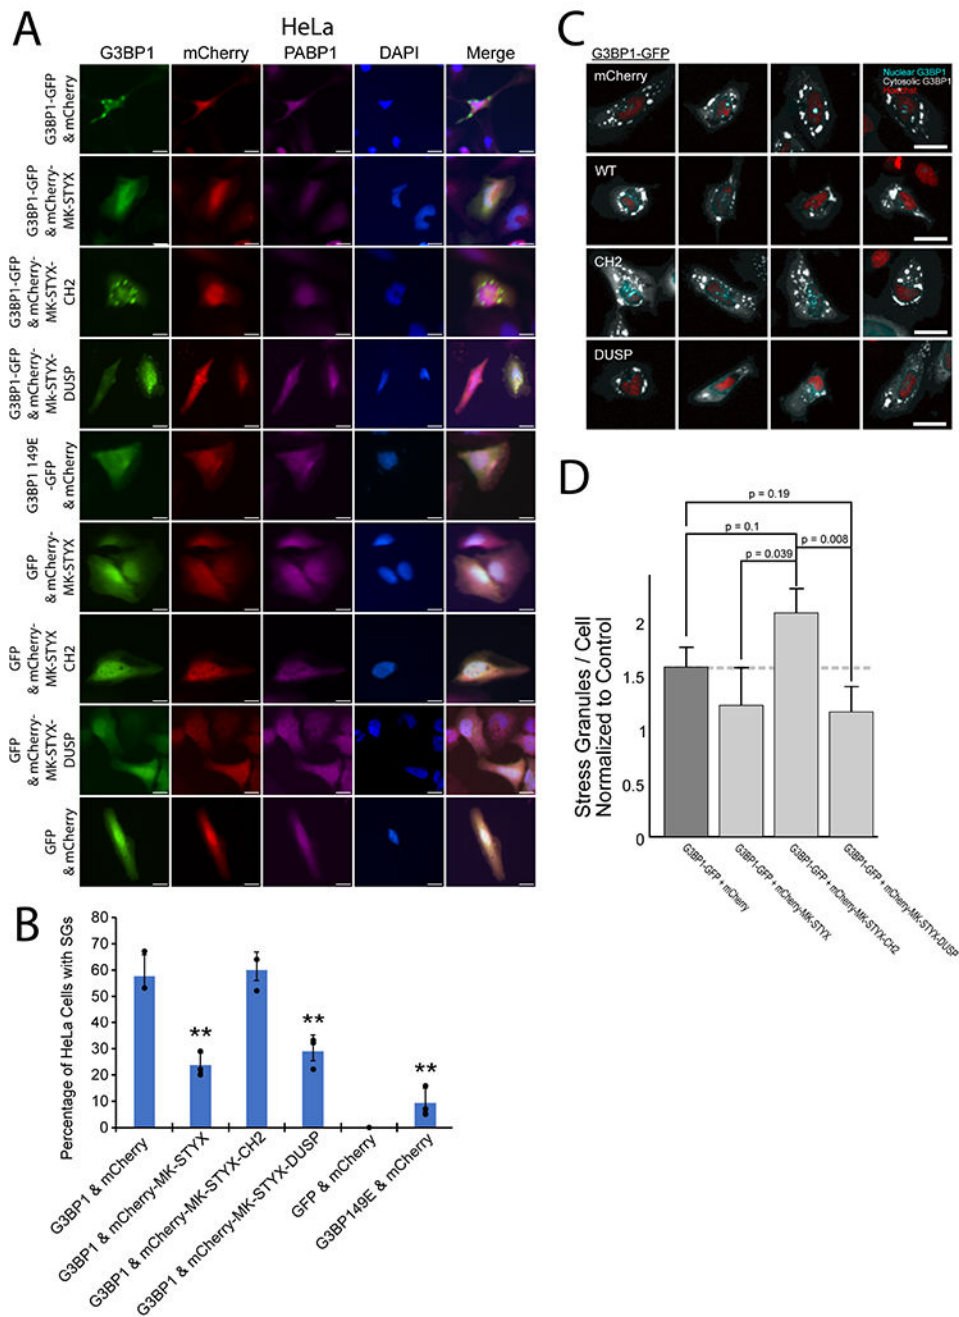 A
HeLa
G3BP1 mCherry PABP1 DAPI Merge
G3BP1-GFP
& mCherry
G3BP1-GFP
& mCherry-
MK-STYX
G3BP1-GFP
& mCherry-
MK-STYX-
CH2
G3BP1-GFP
& mCherry-
Mk-STYX-
DUSP
G3BP1 149E
-GFP
& mCherry
GFP
& mCherry-
MK-STYX
GFP
& mCherry-
MK-STYX
CH2
GFP
& mCherry-
MK-STYX-
DUSP
GFP
& mCherry
B
Percentage of HeLa Cells with SGs
80
70
60
50
40
30
20
10
0
**
**
**
G3BP1 & mCherry
G3BP1 & mCherry-MK-STYX
G3BP1 & mCherry-MK-STYX-CH2
G3BP1 & mCherry-MK-STYX-DUSP
GFP & mCherry
G3BP149E & mCherry
C
G3BP1-GFP
mCherry
Nuclear G3BP1
Cytosolic G3BP1
Hoechst
WT
CH2
DUSP
D
p = 0.19
p = 0.1
p = 0.008
p = 0.039
Stress Granules / Cell
Normalized to Control
2
1.5
1
0.5
0
G3BP1-GFP + mCherry
G3BP1-GFP + mCherry-MK-STYX
G3BP1-GFP + mCherry-MK-STYX-CH2
G3BP1-GFP + mCherry-MK-STYX-DUSP